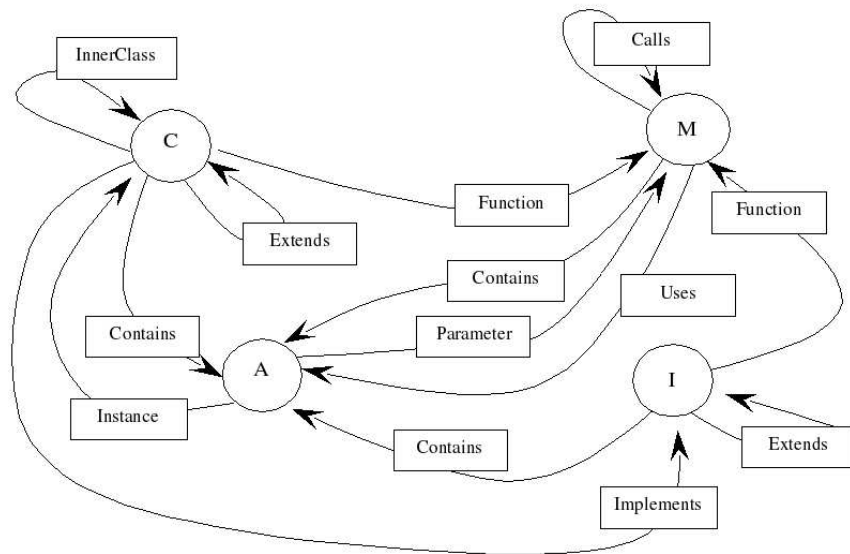 InnerClass
Calls
C
M
Function
Function
Extends
Contains
Uses
Contains
Parameter
A
I
Instance
Contains
Extends
Implements